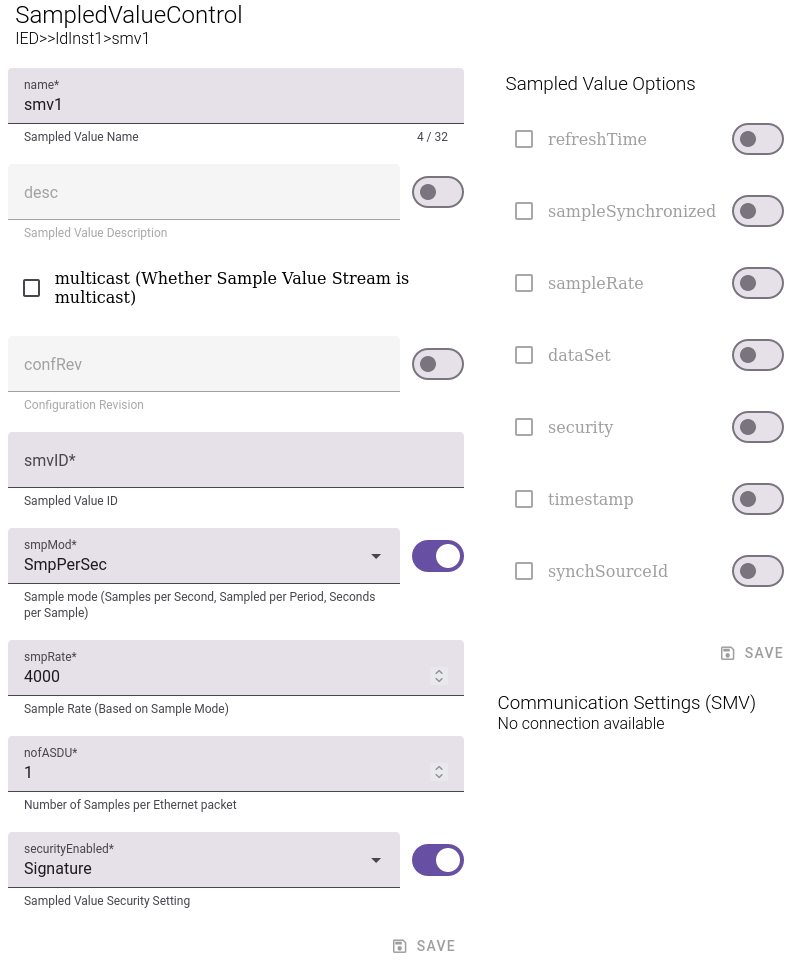 SampledValueControl
IED>>ldInst1>smv1
name*
smv1
Sampled Value Name
4 / 32
desc
Sampled Value Description
multicast (Whether Sample Value Stream is
multicast)
confRev
Configuration Revision
smvID*
Sampled Value ID
smpMod*
SmpPerSec
Sample mode (Samples per Second, Sampled per Period, Seconds
per Sample)
smpRate*
4000
Sample Rate (Based on Sample Mode)
nofASDU*
1
Number of Samples per Ethernet packet
securityEnabled*
Signature
Sampled Value Security Setting
SAVE
Sampled Value Options
refreshTime
sampleSynchronized
sampleRate
dataSet
security
timestamp
synchSourceId
SAVE
Communication Settings (SMV)
No connection available